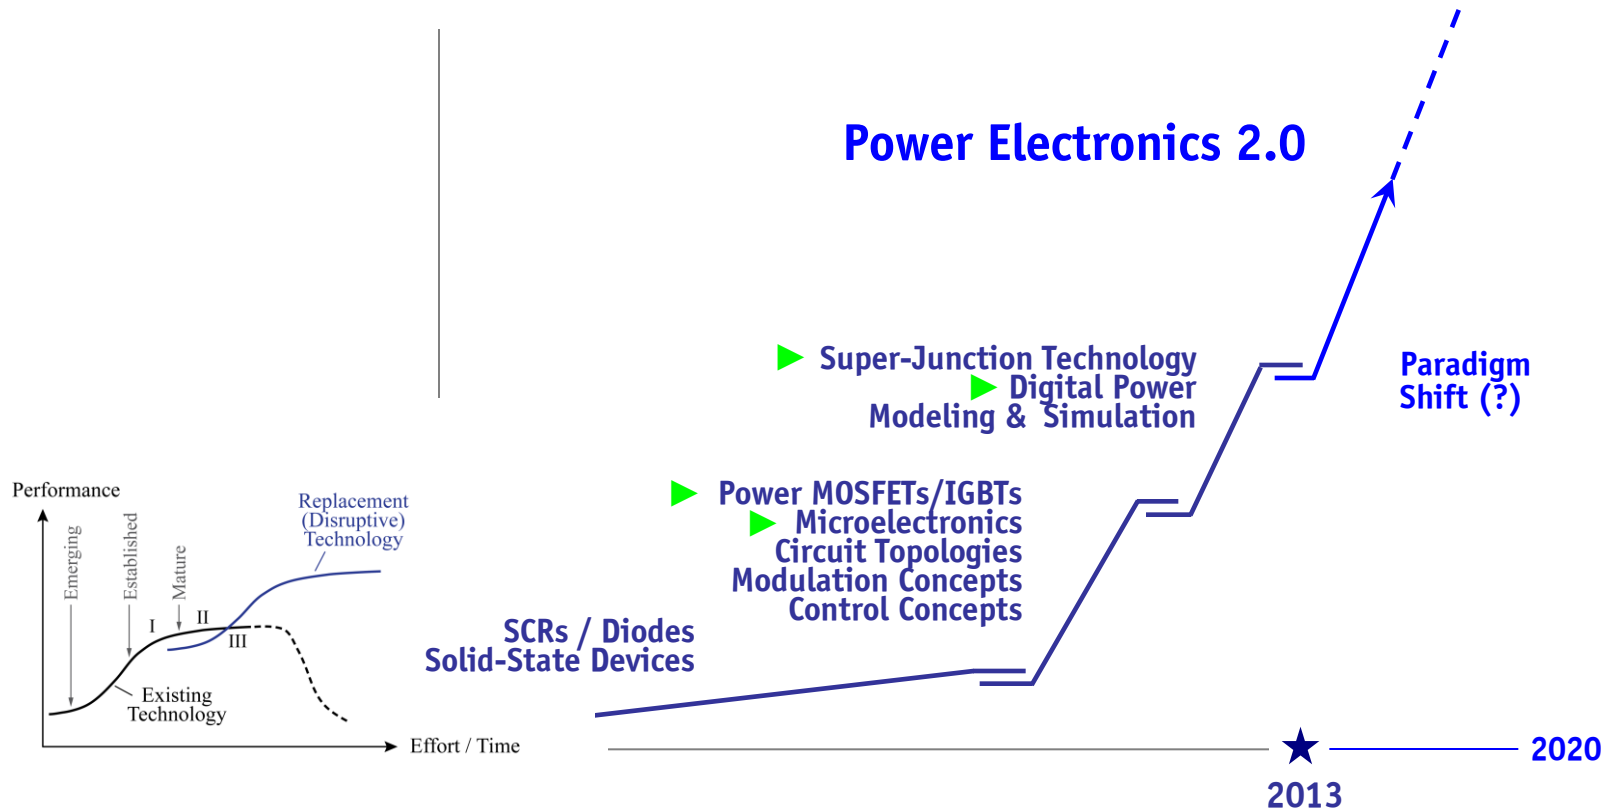 Power Electronics 2.0
Super-Junction Technology
Digital Power
Modeling & Simulation
Paradigm
Shift (?)
Power MOSFETs/IGBTs
Microelectronics
Circuit Topologies
Modulation Concepts
Control Concepts
SCRs / Diodes
Solid-State Devices
Performance
Emerging
Established
Mature
Replacement
(Disruptive)
Technology
I
II
III
Existing
Technology
Effort / Time
2013
2020